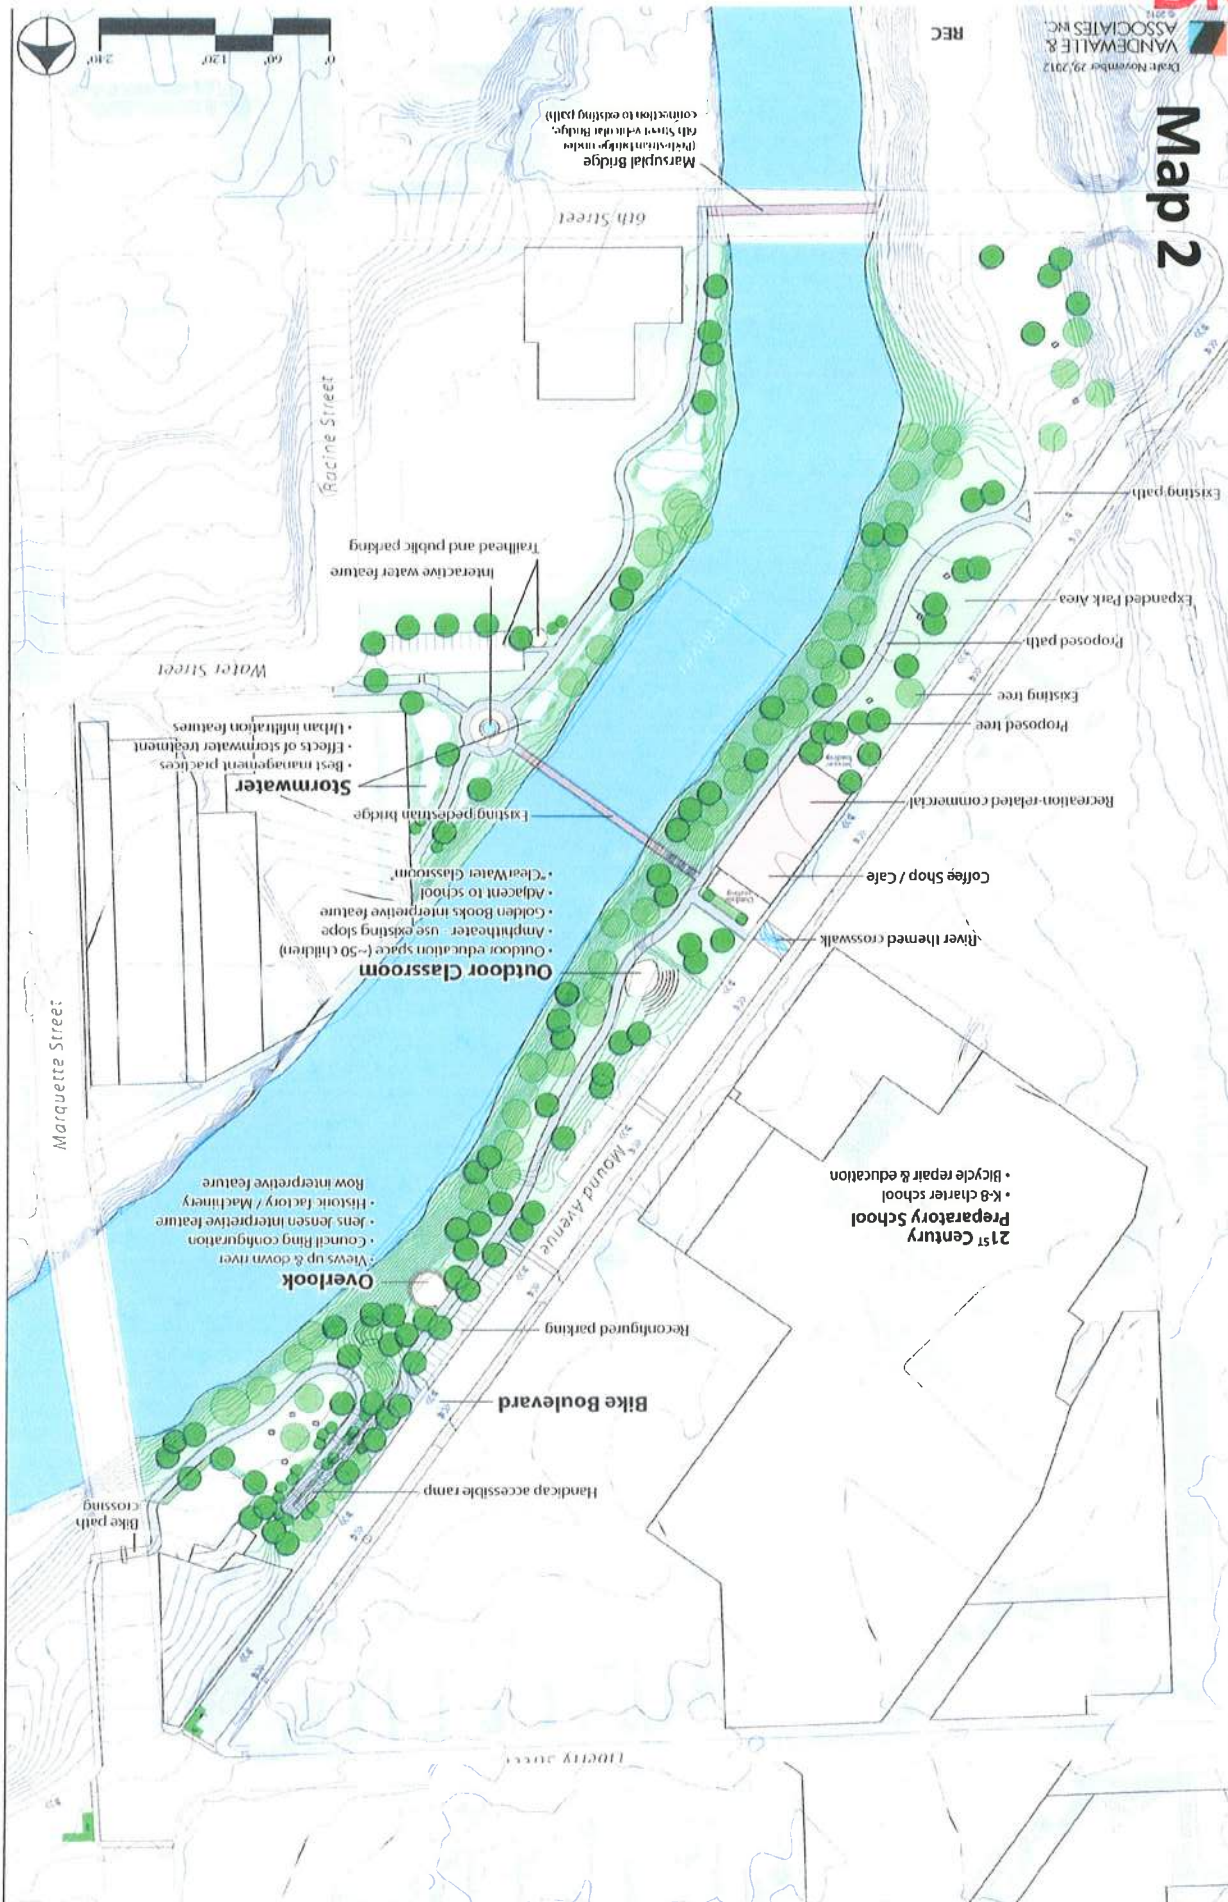 Map 2
Draft: November 29, 2012
VANDEWALLE &
ASSOCIATES INC.
© 2012
REC
0' 60' 120' 240'
Liberty Street
Bike path
crossing
Handicap accessible ramp
Bike Boulevard
Reconfigured parking
Overlook
• Views up & down river
• Council Ring configuration
• Jens Jensen interpretive feature
• Historic factory / Machinery
Row interpretive feature
21ST Century
Preparatory School
• K-8 charter school
• Bicycle repair & education
Mound Avenue
Marquette Street
Outdoor Classroom
• Outdoor education space (~50 children)
• Amphitheater - use existing slope
• Golden Books interpretive feature
• Adjacent to school
• "Clear Water Classroom"
River themed crosswalk
Coffee Shop / Cafe
Recreation-related commercial
Existing pedestrian bridge
Stormwater
• Best management practices
• Effects of stormwater treatment
• Urban infiltration features
Proposed tree
Existing tree
Proposed path
Expanded Park Area
Existing path
Water Street
Interactive water feature
Trailhead and public parking
Root River
Racine Street
6th Street
Marsupial Bridge
(Pedestrian bridge under
6th Street vehicular Bridge,
connection to existing path)